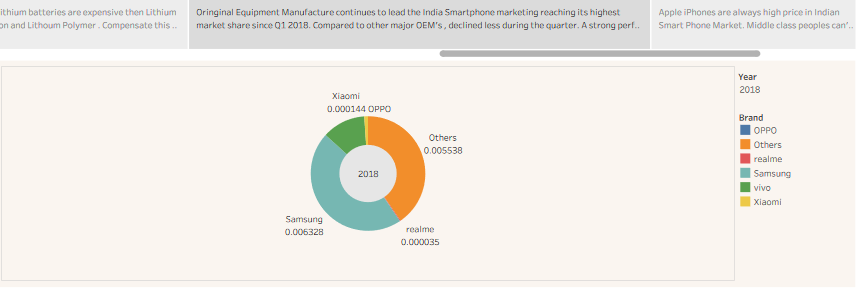 ithium batteries are expensive then Lithium
on and Lithoum Polymer . Compensate this ..
Oringinal Equipment Manufacture continues to lead the India Smartphone marketing reaching its highest
market share since Q1 2018. Compared to other major OEM's , declined less during the quarter. A strong perf..
Apple iPhones are always high price in Indian
Smart Phone Market. Middle class peoples can'..
Year
2018
Brand
OPPO
Others
realme
Samsung
vivo
Xiaomi
Xiaomi
0.000144 OPPO
Others
0.005538
2018
Samsung
0.006328
realme
0.000035